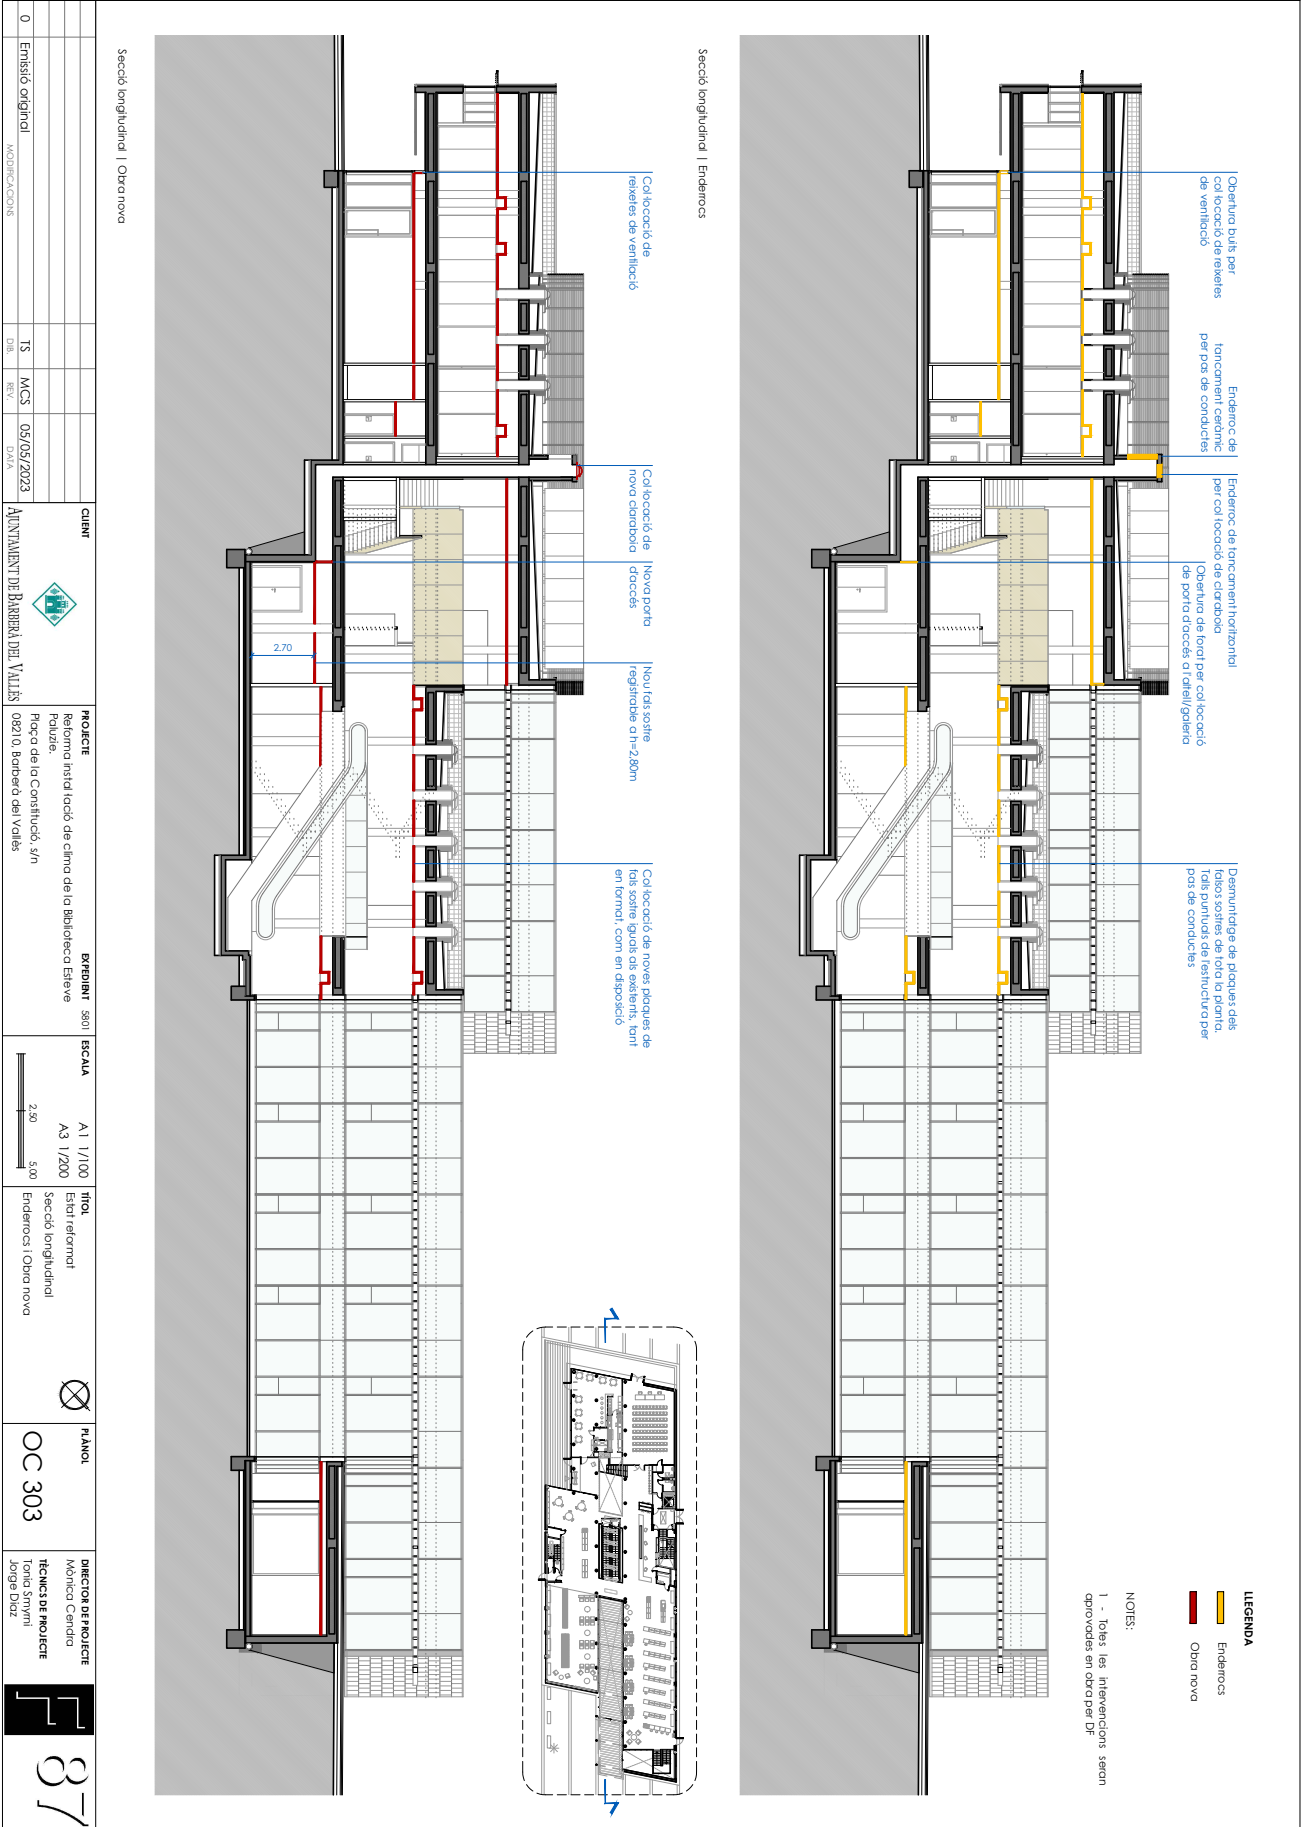 Obertura buits per
col·locació de reixetes
de ventilació
Enderroc de
tancament ceràmic
per pas de conductes
Enderroc de tancament horitzontal
per col·locació de claraboia
Obertura de forat per col·locació
de porta d'accés a l'altell/galeria
Desmuntatge de plaques dels
falsos sostres de tota la planta.
Talls puntuals de l'estructura per
pas de conductes
LLEGENDA
Enderrocs
Obra nova
NOTES:
1 - Totes les intervencions seran
aprovades en obra per DF
Secció longitudinal | Enderrocs
Col·locació de
reixetes de ventilació
Col·locació de
nova claraboia
Nova porta
d'accés
Nou fals sostre
registrable a h=2,80m
Col·locació de noves plaques de
fals sostre iguals als existents, tant
en format, com en disposició
2.70
Secció longitudinal | Obra nova
0 Emissió original TS MCS 05/05/2023
MODIFICACIONS DIB. REV. DATA
CLIENT
AJUNTAMENT DE BARBERÀ DEL VALLÈS
PROJECTE
EXPEDIENT 5801
Reforma instal·lació de clima de la Biblioteca Esteve
Paluzie.
Plaça de la Constitució, s/n
08210, Barberà del Vallès
ESCALA
A1 1/100
A3 1/200
2.50 5.00
TÍTOL
Estat reformat
Secció longitudinal
Enderrocs i Obra nova
PLÀNOL
OC 303
DIRECTOR DE PROJECTE
Mònica Cendra
TÈCNICS DE PROJECTE
Tania Smyrni
Jorge Díaz
87